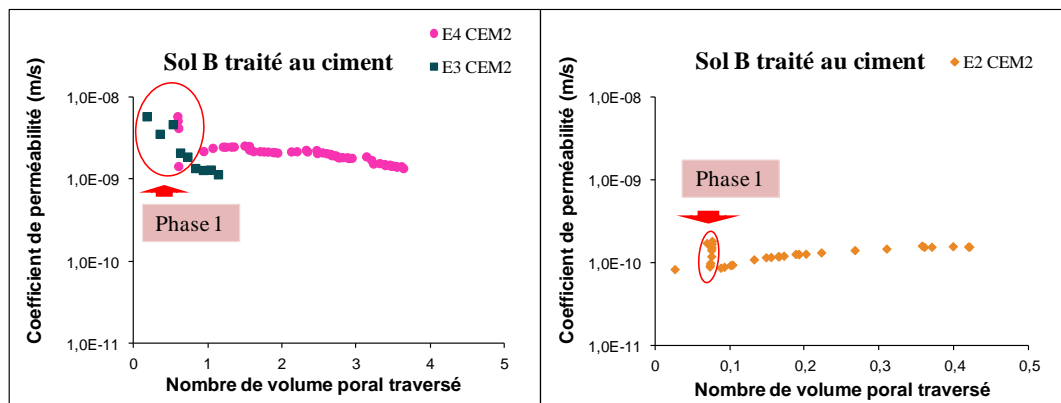 E4 CEM2
Sol B traité au ciment
E3 CEM2
Coefficient de perméabilité (m/s)
1,0E-08
1,0E-09
1,0E-10
1,0E-11
Phase 1
0
1
2
3
4
5
Nombre de volume poral traversé
Sol B traité au ciment
E2 CEM2
Coefficient de perméabilité (m/s)
1,0E-08
1,0E-09
1,0E-10
1,0E-11
Phase 1
0
0,1
0,2
0,3
0,4
0,5
Nombre de volume poral traversé